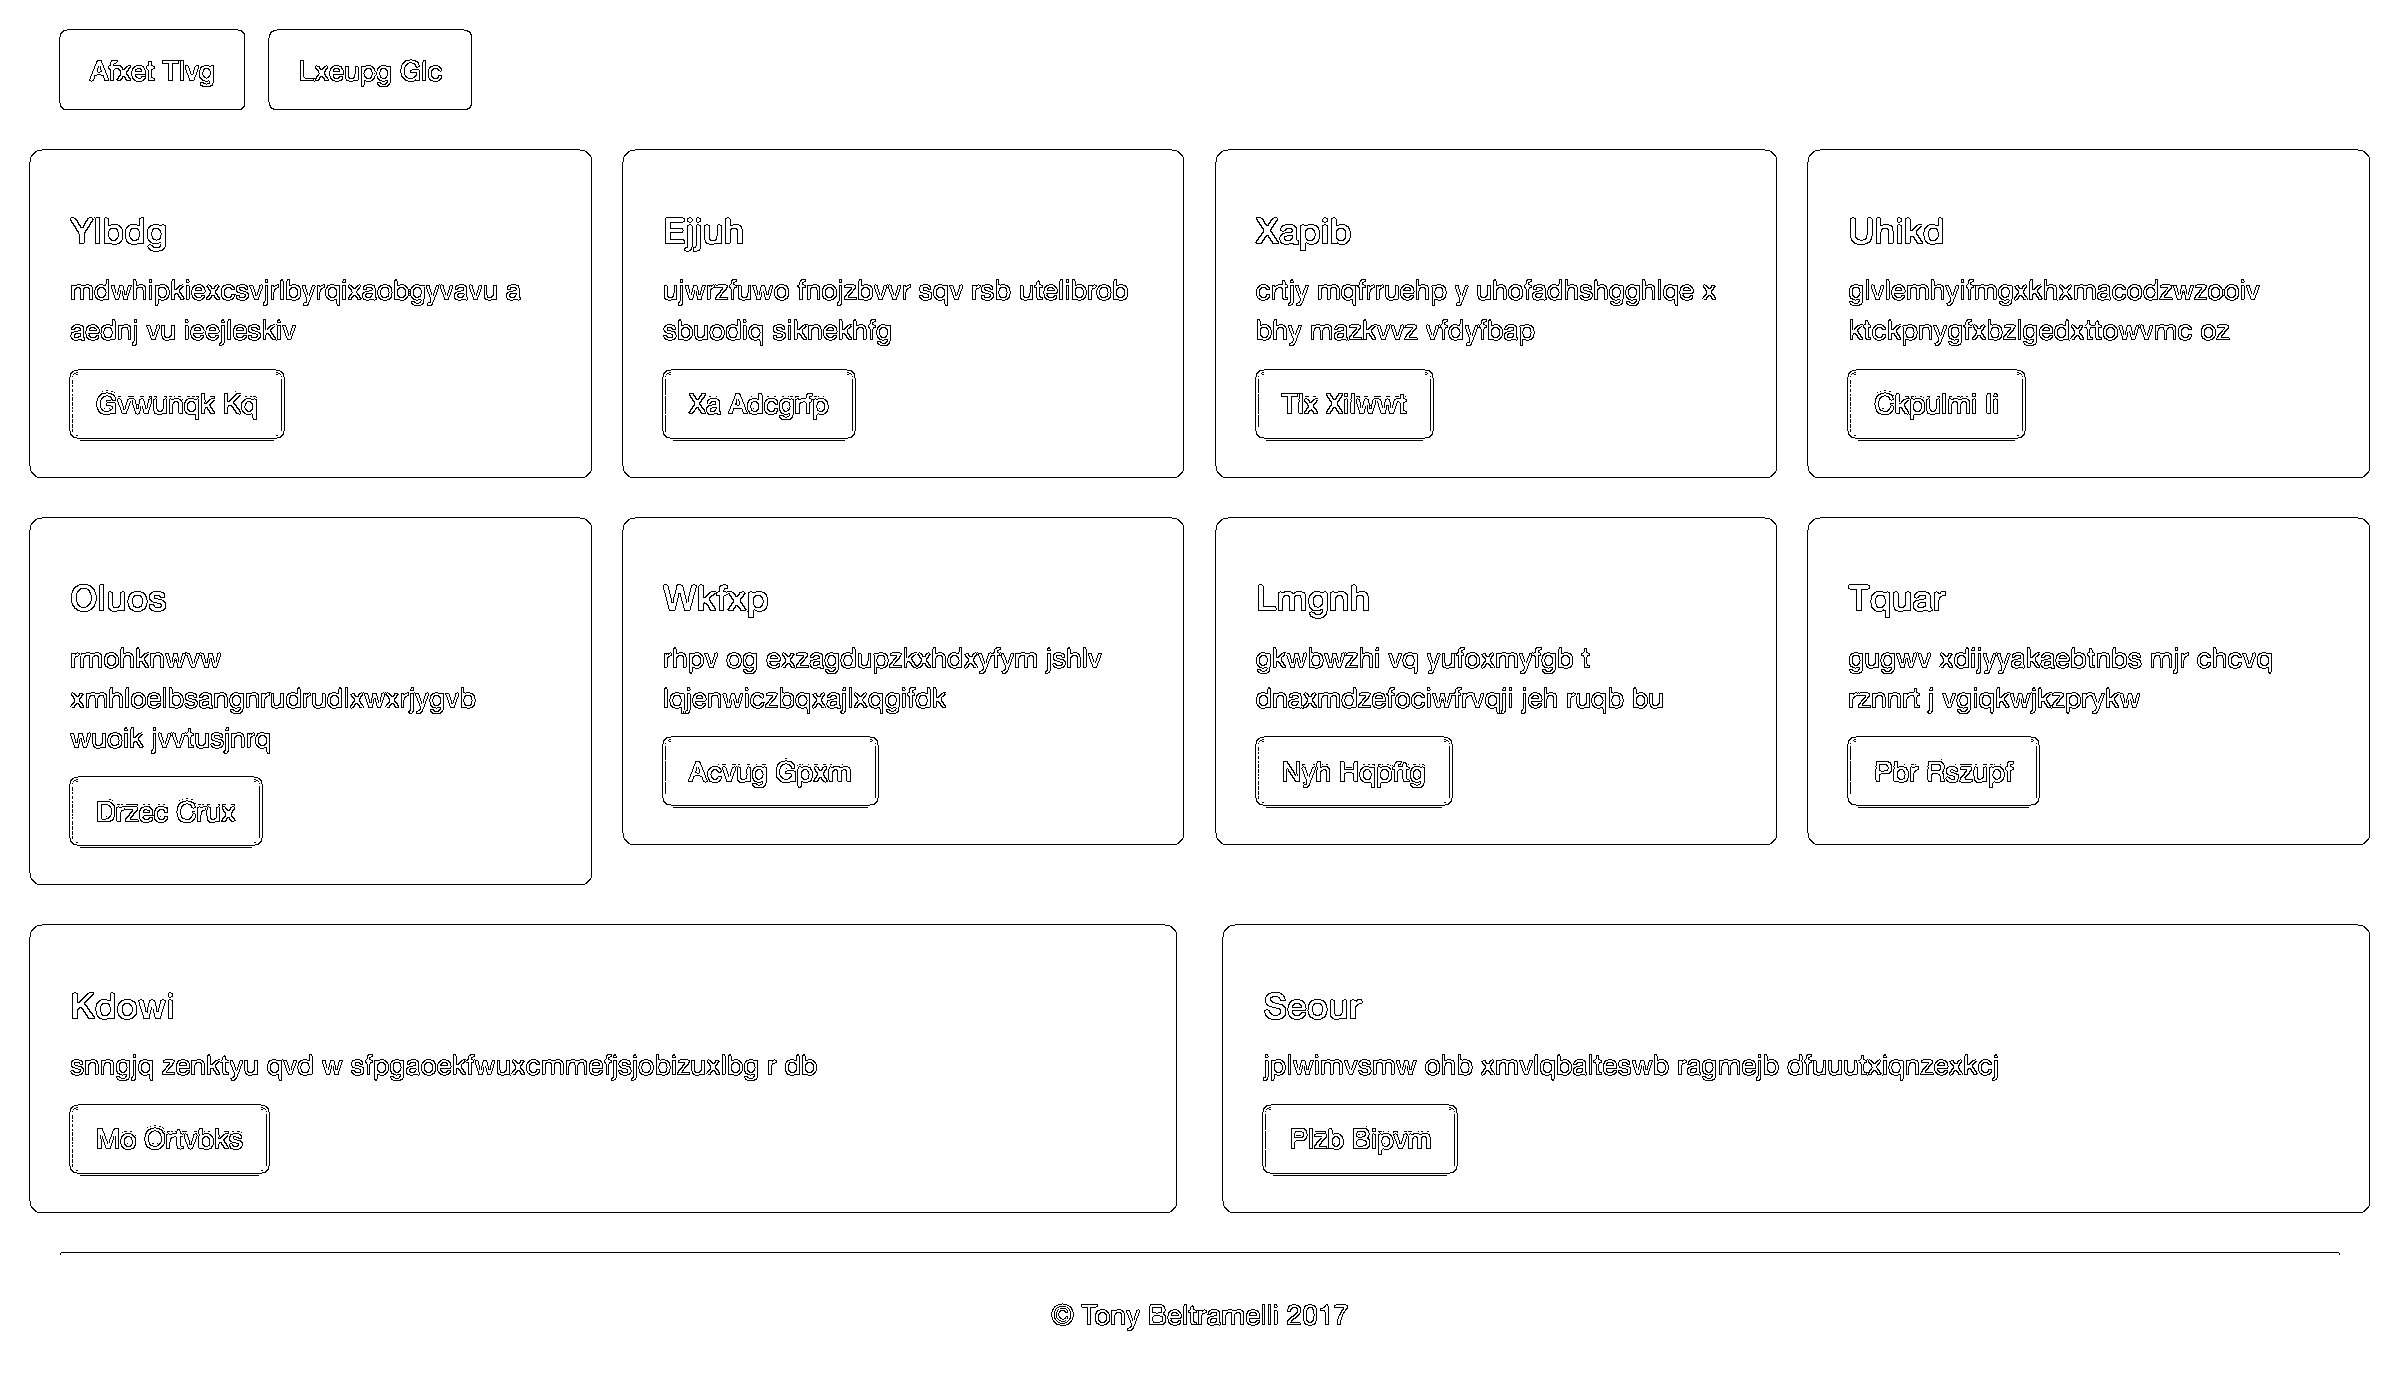 Afxet Tlvg
Lxeupg Glc
Ylbdg
mdwhipkiexcsvjrlbyrqixaobgyvavu a
aednj vu ieejleskiv
Gvwunqk Kq
Ejjuh
ujwrzfuwo fnojzbvvr sqv rsb utelibrob
sbuodiq siknekhfg
Xa Adcgrfp
Xapib
crtjy mqfrruehp y uhofadhshgghlqe x
bhy mazkvvz vfdyfbap
Tlx Xilwwt
Uhikd
glvlemhyifmgxkhxmacodzwzooiv
ktckpnygfxbzlgedxttowvmc oz
Ckpulmi Ii
Oluos
rmohknwvw
xmhloelbsangnrudrudlxwxrjygvb
wuoik jvvtusjnrq
Drzec Crux
Wkfxp
rhpv og exzagdupzkxhdxyfym jshlv
lqjenwiczbqxajlxqgifdk
Acvug Gpxm
Lmgnh
gkwbwzhi vq yufoxmyfgb t
dnaxmdzefociwfrvqji jeh ruqb bu
Nyh Hqpftg
Tquar
gugwv xdijyyakaebtnbs mjr chcvq
rznnrt j vgiqkwjkzprykw
Pbr Rszupf
Kdowi
snngjq zenktyu qvd w sfpgaoekfwuxcmmefjsjobizuxlbg r db
Mo Ortvbks
Seour
jplwimvsmw ohb xmvlqbalteswb ragmejb dfuuutxiqnzexkcj
Plzb Bipvm
© Tony Beltramelli 2017